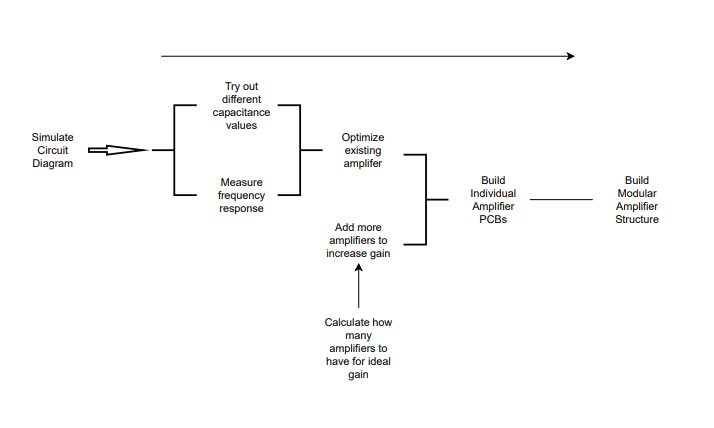 Simulate
Circuit
Diagram
Try out
different
capacitance
values
Measure
frequency
response
Optimize
existing
amplifer
Add more
amplifiers to
increase gain
Calculate how
many
amplifiers to
have for ideal
gain
Build
Individual
Amplifier
PCBs
Build
Modular
Amplifier
Structure